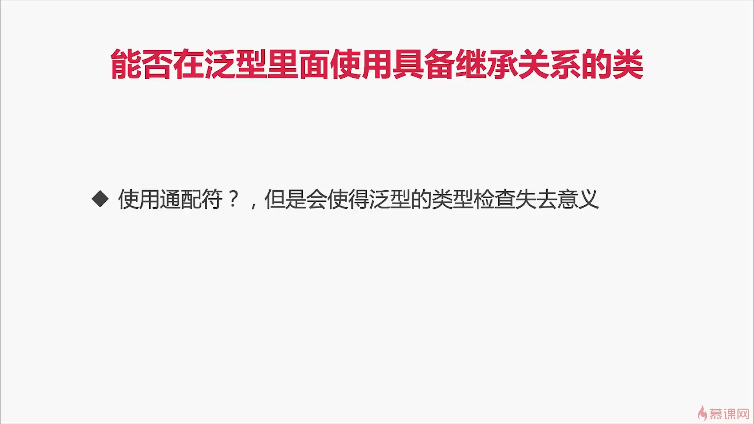 能否在泛型里面使用具备继承关系的类
◆ 使用通配符？，但是会使得泛型的类型检查失去意义
慕课网